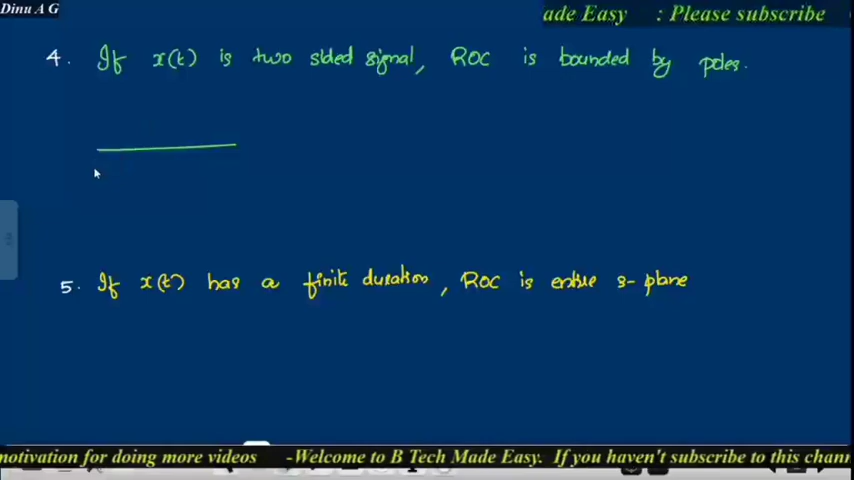 Dinu A G
ade Easy : Please subscribe
4. If x(t) is two sided signal, ROC is bounded by poles.
5. If x(t) has a finite duration, ROC is entire s-plane
motivation for doing more videos -Welcome to B Tech Made Easy. If you haven't subscribe to this chann